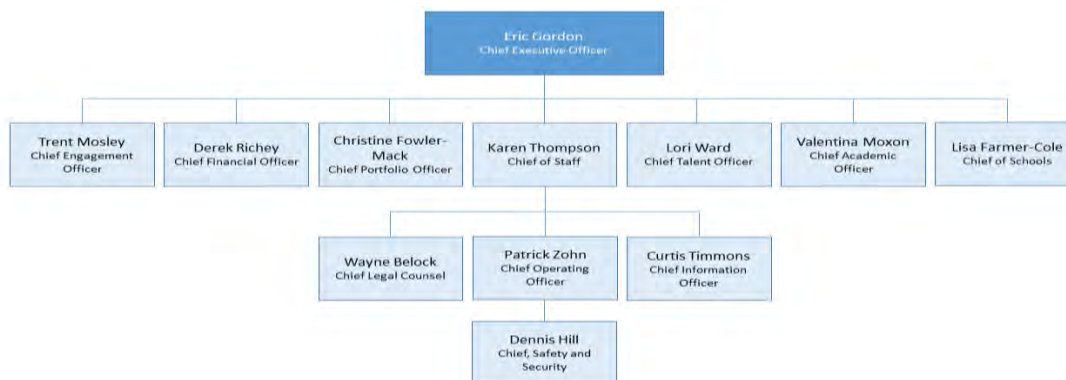 Eric Gordon
Chief Executive Officer
Trent Mosley
Chief Engagement
Officer
Derek Richey
Chief Financial Officer
Christine Fowler-
Mack
Chief Portfolio Officer
Karen Thompson
Chief of Staff
Lori Ward
Chief Talent Officer
Valentina Moxon
Chief Academic
Officer
Lisa Farmer-Cole
Chief of Schools
Wayne Belock
Chief Legal Counsel
Patrick Zohn
Chief Operating
Officer
Curtis Timmons
Chief Information
Officer
Dennis Hill
Chief, Safety and
Security